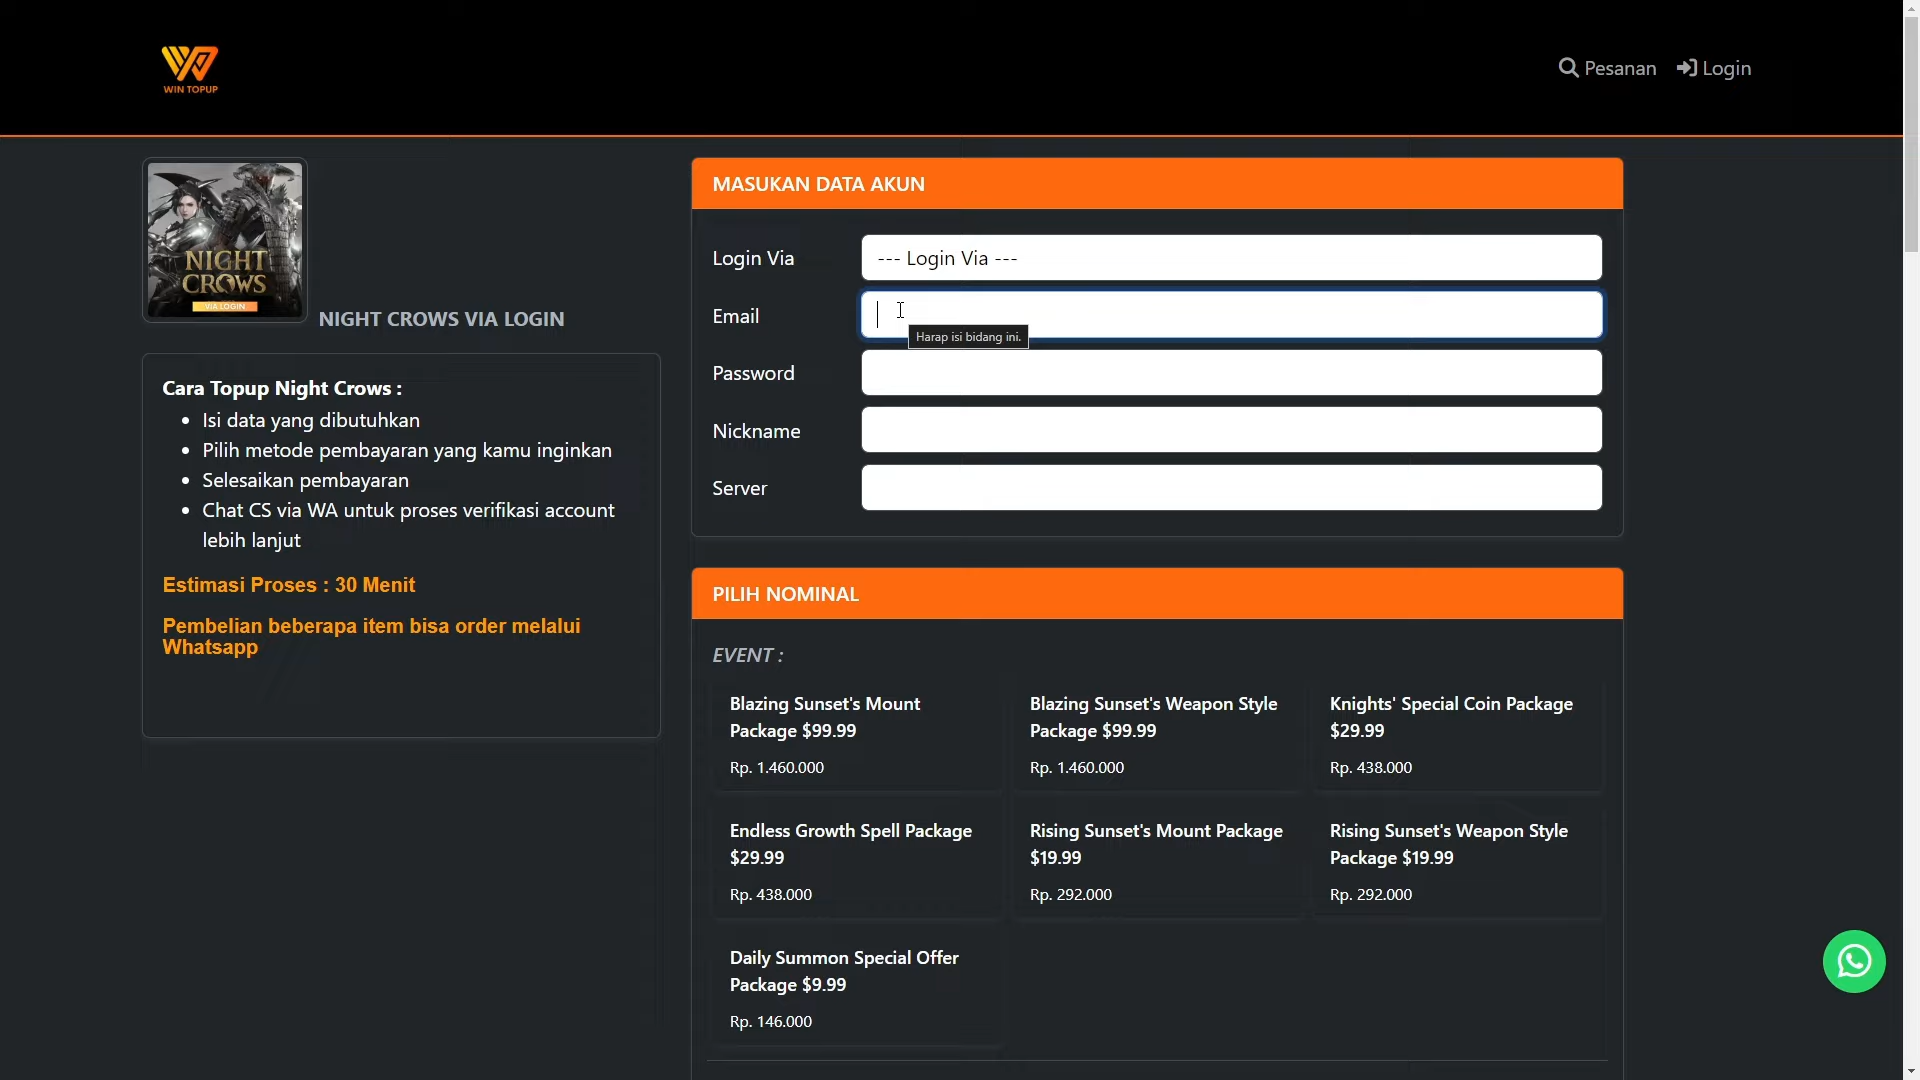 WIN TOPUP
Pesanan
Login
NIGHT
CROWS
VIA LOGIN
NIGHT CROWS VIA LOGIN
Cara Topup Night Crows :
• Isi data yang dibutuhkan
• Pilih metode pembayaran yang kamu inginkan
• Selesaikan pembayaran
• Chat CS via WA untuk proses verifikasi account
lebih lanjut
Estimasi Proses : 30 Menit
Pembelian beberapa item bisa order melalui
Whatsapp
MASUKAN DATA AKUN
Login Via
--- Login Via ---
Email
Harap isi bidang ini.
Password
Nickname
Server
PILIH NOMINAL
EVENT :
Blazing Sunset's Mount
Package $99.99
Rp. 1.460.000
Blazing Sunset's Weapon Style
Package $99.99
Rp. 1.460.000
Knights' Special Coin Package
$29.99
Rp. 438.000
Endless Growth Spell Package
$29.99
Rp. 438.000
Rising Sunset's Mount Package
$19.99
Rp. 292.000
Rising Sunset's Weapon Style
Package $19.99
Rp. 292.000
Daily Summon Special Offer
Package $9.99
Rp. 146.000